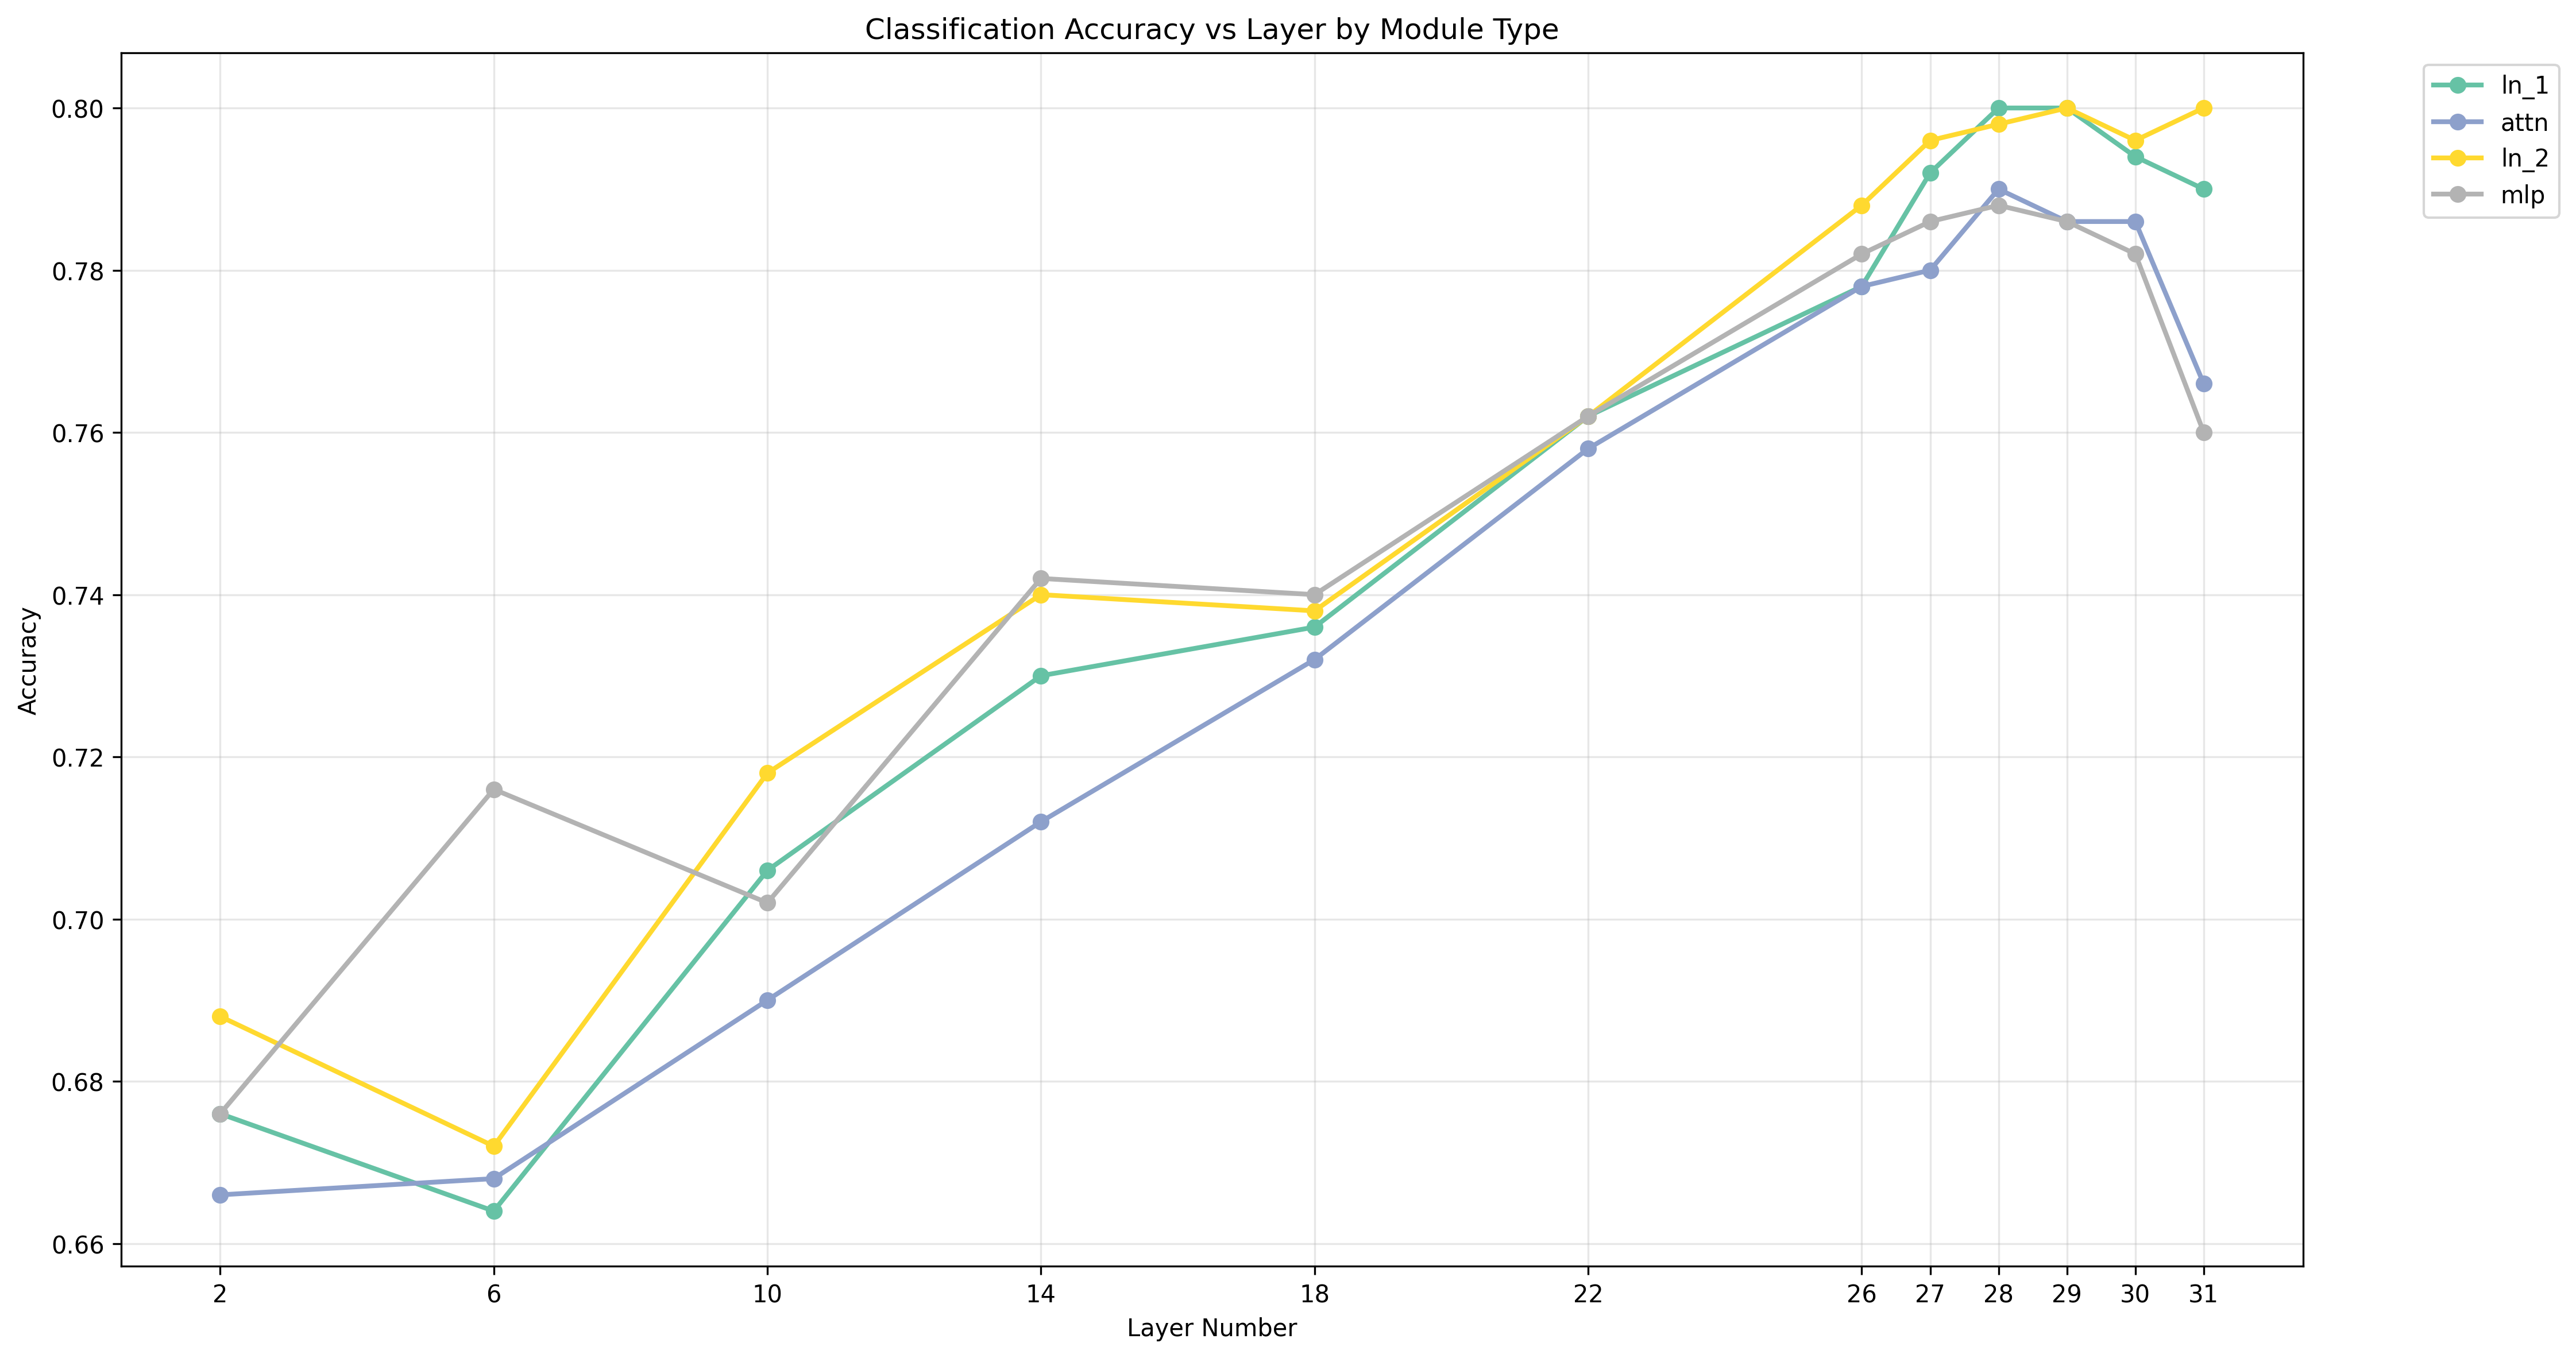 Classification Accuracy vs Layer by Module Type
ln_1
attn
ln_2
mlp
Accuracy
0.80
0.78
0.76
0.74
0.72
0.70
0.68
0.66
2 6 10 14 18 22 26 27 28 29 30 31
Layer Number